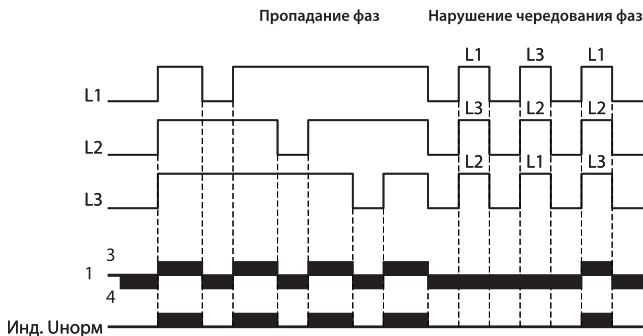 Пропадание фаз Нарушение чередования фаз
L1 L3 L1
L1
L3 L2 L2
L2
L2 L1 L3
L3
3
1
4
Инд. Uнорм